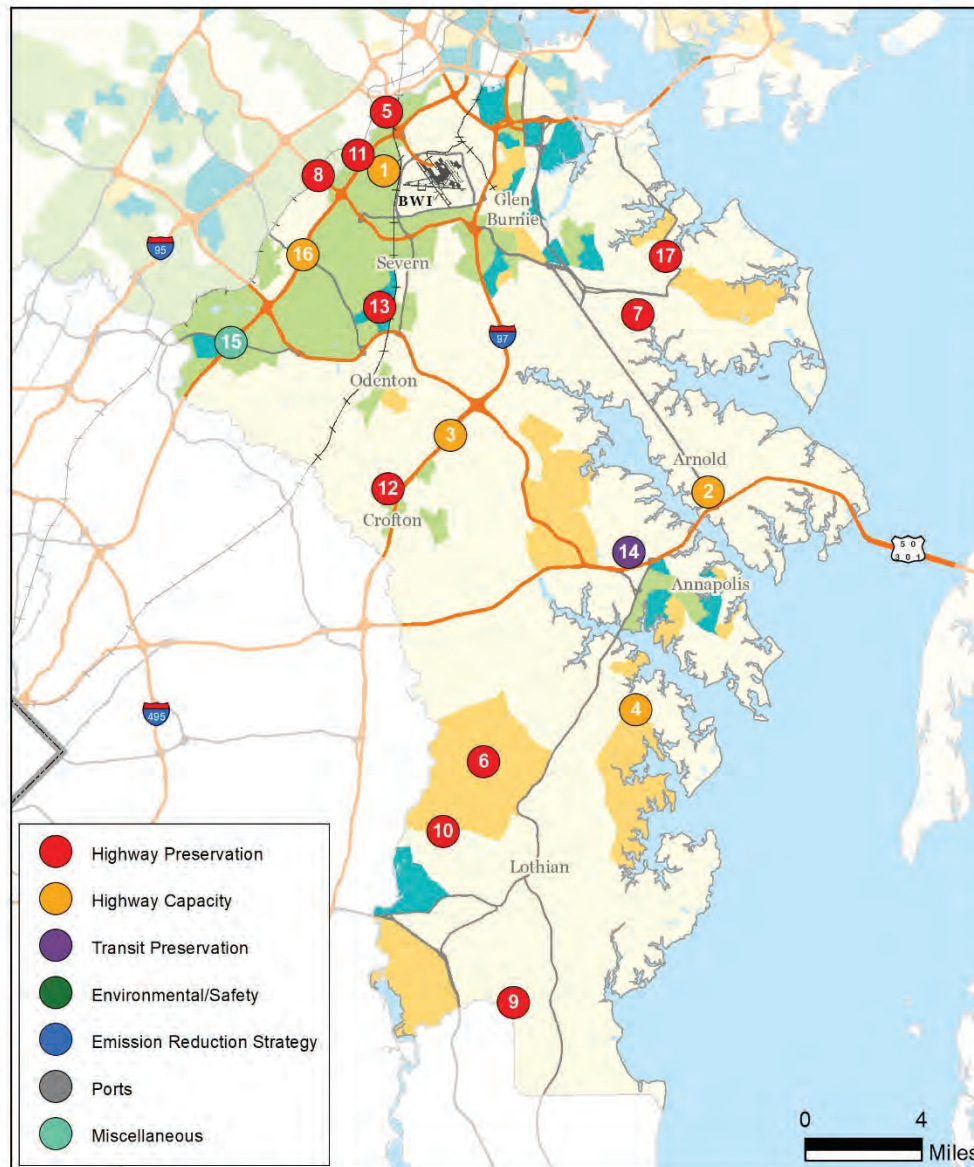 5
11
1
8
BWI
Glen
Burnie
95
16
Severn
17
13
7
15
97
Odenton
3
Arnold
12
2
Crofton
50
301
14
Annapolis
495
4
6
10
Lothian
9
Highway Preservation
Highway Capacity
Transit Preservation
Environmental/Safety
Emission Reduction Strategy
Ports
Miscellaneous
0 4
Miles